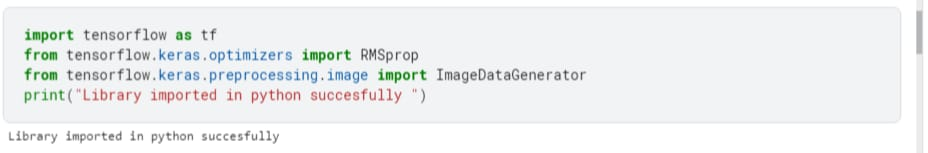 import tensorflow as tf
from tensorflow.keras.optimizers import RMSprop
from tensorflow.keras.preprocessing.image import ImageDataGenerator
print("Library imported in python succesfully ")
Library imported in python succesfully